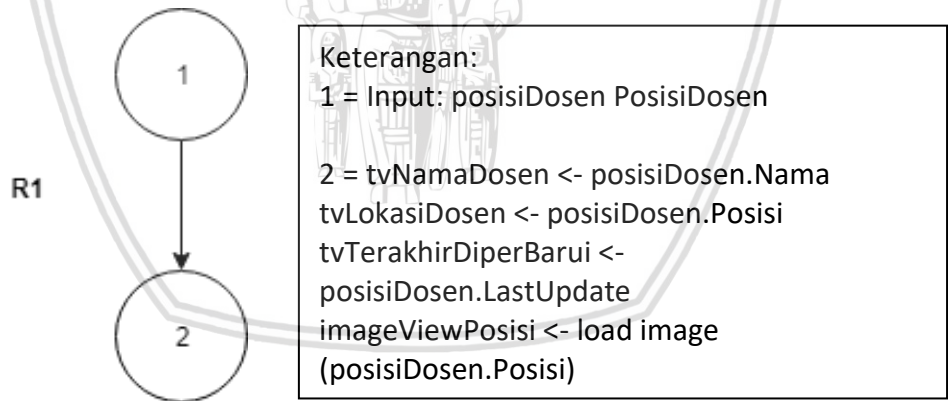 1
R1
2
Keterangan:
1 = Input: posisiDosen PosisiDosen
2 = tvNamaDosen <- posisiDosen.Nama
tvLokasiDosen <- posisiDosen.Posisi
tvTerakhirDiperBarui <-
posisiDosen.LastUpdate
imageViewPosisi <- load image
(posisiDosen.Posisi)